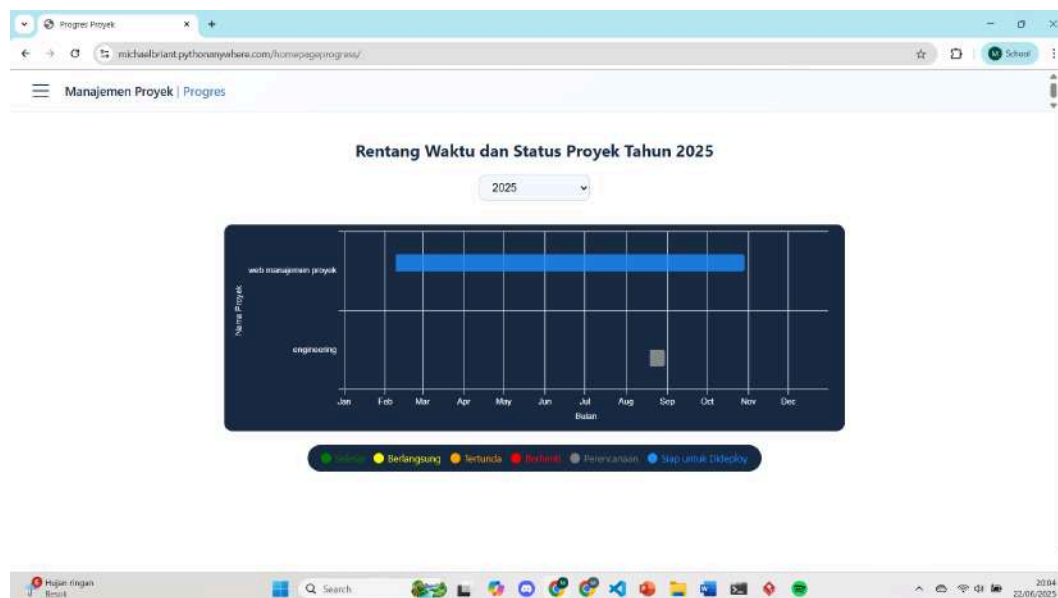 Progres Proyek
michaelbriant.pythonanywhere.com/homepageprogress/
School
Manajemen Proyek | Progres
Rentang Waktu dan Status Proyek Tahun 2025
2025
Nama Proyek
web manajemen proyek
engineering
Jan Feb Mar Apr May Jun Jul Aug Sep Oct Nov Dec
Bulan
Selesai Berlangsung Tertunda Berhenti Perencanaan Siap untuk Dideploy
Hujan ringan
Besok
Search
20:04
22/06/2025